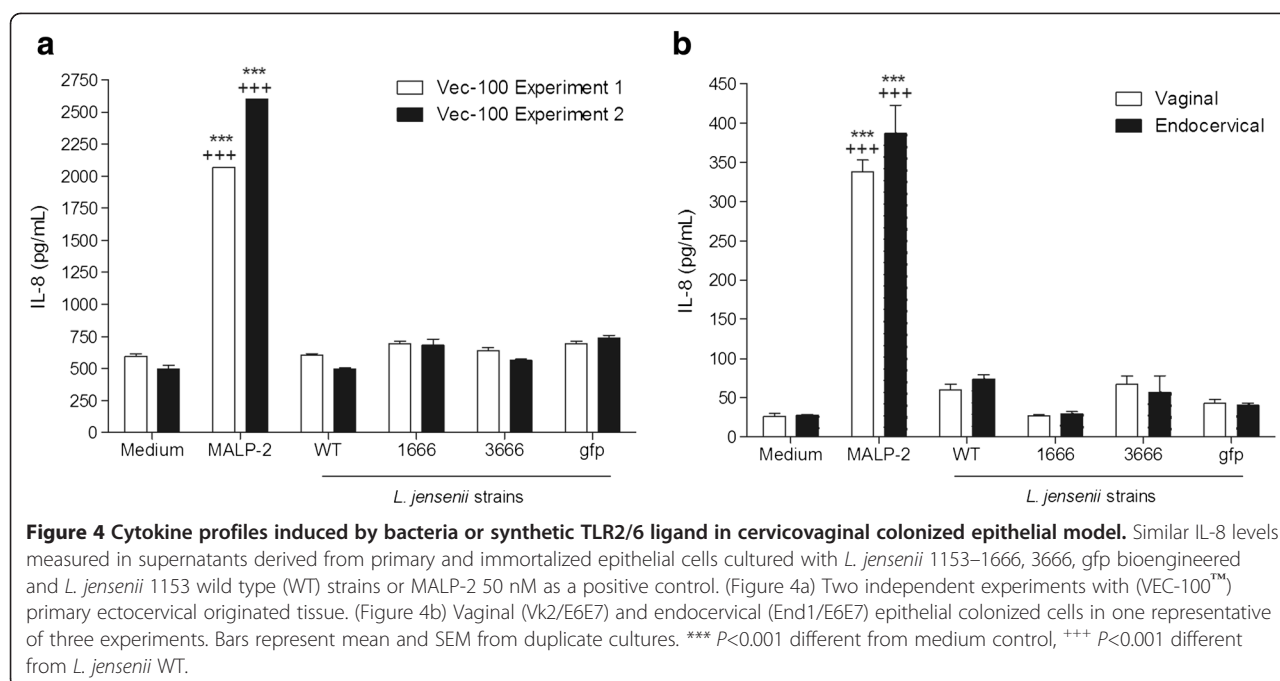 a
2750
2500
2250
2000
1750
1500
1250
1000
750
500
250
0
IL-8 (pg/mL)
***
+++
***
+++
Vec-100 Experiment 1
Vec-100 Experiment 2
Medium MALP-2 WT 1666 3666 gfp
L. jensenii strains
b
450
400
350
300
250
200
150
100
50
0
IL-8 (pg/mL)
***
+++
***
+++
Vaginal
Endocervical
Medium MALP-2 WT 1666 3666 gfp
L. jensenii strains
Figure 4 Cytokine profiles induced by bacteria or synthetic TLR2/6 ligand in cervicovaginal colonized epithelial model. Similar IL-8 levels
measured in supernatants derived from primary and immortalized epithelial cells cultured with L. jensenii 1153–1666, 3666, gfp bioengineered
and L. jensenii 1153 wild type (WT) strains or MALP-2 50 nM as a positive control. (Figure 4a) Two independent experiments with (VEC-100™)
primary ectocervical originated tissue. (Figure 4b) Vaginal (Vk2/E6E7) and endocervical (End1/E6E7) epithelial colonized cells in one representative
of three experiments. Bars represent mean and SEM from duplicate cultures. *** P<0.001 different from medium control, +++ P<0.001 different
from L. jensenii WT.